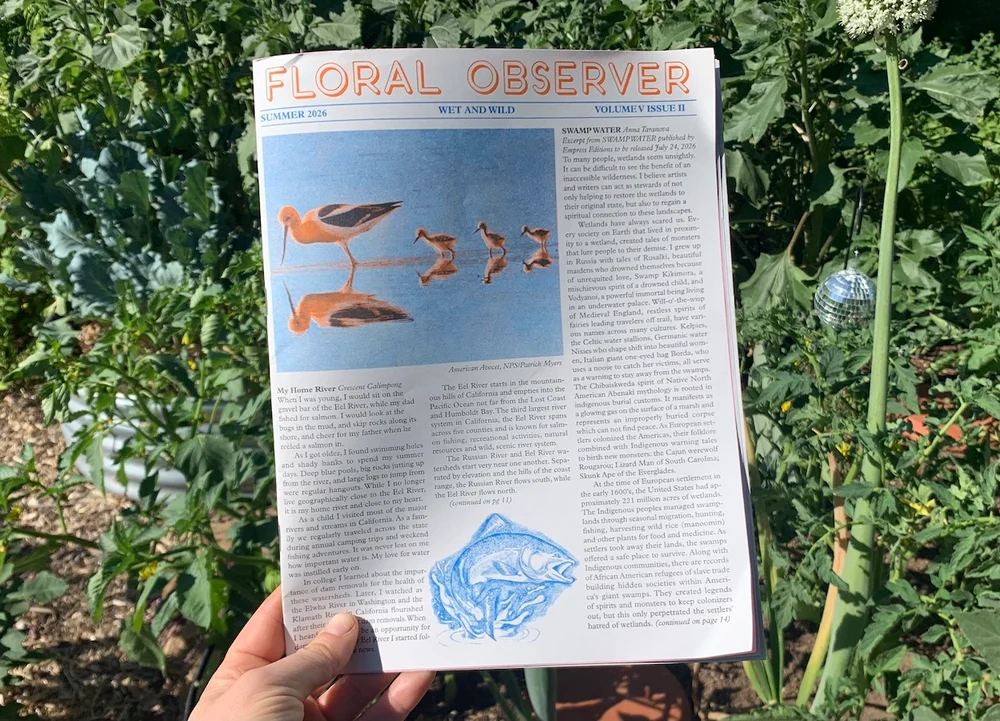 FLORAL OBSERVER
SUMMER 2026 WET AND WILD VOLUME V ISSUE II
American Avocet, NPS/Patrick Myers
My Home River Crescent Calimpong
When I was young, I would sit on the
gravel bar of the Eel River, while my dad
fished for salmon. I would look at the
bugs in the mud, and skip rocks along its
shore, and cheer for my father when he
reeled a salmon in.
As I got older, I found swimming holes
and shady banks to spend my summer
days. Deep blue pools, big rocks jutting up
from the river, and large logs to jump from
were regular hangouts. While I no longer
live geographically close to the Eel River,
it is my home river and close to my heart.
As a child I visited most of the major
rivers and streams in California. As a fam-
ily we regularly traveled across the state
during annual camping trips and weekend
fishing adventures. It was never lost on me
how important water is. My love for water
was instilled early on.
In college I learned about the impor-
tance of dam removals for the health of
these watersheds. Later, I watched as
the Elwha River in Washington and the
Klamath River in California flourished
after their dam removals. When
I heard be an opportunity for
Eel River I started fol-
news.
The Eel River starts in the mountain-
ous hills of California and empties into the
Pacific Ocean not far from the Lost Coast
and Humboldt Bay. The third largest river
system in California, the Eel River runs
across five counties and is known for salm-
on fishing, recreational activities, natural
resources and wild, scenic river system.
The Russian River and Eel River wa-
tersheds start very near one another. Sepa-
rated by elevation and the hills of the coast
range, the Russian River flows south, while
the Eel River flows north.
(continued on pg 11)
SWAMP WATER Anna Taranova
Excerpt from SWAMP WATER published by
Empress Editions to be released July 24, 2026
To many people, wetlands seem unsightly.
It can be difficult to see the benefit of an
inaccessible wilderness. I believe artists
and writers can act as stewards of not
only helping to restore the wetlands to
their original state, but also to regain a
spiritual connection to these landscapes.
Wetlands have always scared us. Ev-
ery society on Earth that lived in proxim-
ity to a wetland, created tales of monsters
that lure people to their demise. I grew up
in Russia with tales of Rusalki, beautiful
maidens who drowned themselves because
of unrequited love, Swamp Kikimora, a
mischievous spirit of a drowned child, and
Vodyanoi, a powerful immortal being living
in an underwater palace. Will-o'-the-wisp
of Medieval England, restless spirits of
fairies leading travelers off trail, have vari-
ous names across many cultures. Kelpies,
the Celtic water stallions, Germanic water
Nixies who shape shift into beautiful wom-
en, Italian giant one-eyed hag Borda, who
uses a noose to catch her victims, all serve
as a warning to stay away from the swamps.
The Chibaiskweda spirit of Native North
American Abenaki mythology is rooted in
indigenous burial customs. It manifests as
a glowing gas on the surface of a marsh and
represents an improperly buried corpse
which can not find peace. As European set-
tlers colonized the Americas, their folklore
combined with Indigenous warning tales
to birth new monsters: the Cajun werewolf
Rougarou; Lizard Man of South Carolina;
Skunk Ape of the Everglades.
At the time of European settlement in
the early 1600's, the United States had ap-
proximately 221 million acres of wetlands.
The Indigenous peoples managed swamp-
lands through seasonal migration, hunting,
fishing, harvesting wild rice (manoomin)
and other plants for food and medicine. As
settlers took away their lands, the swamps
offered a safe place to survive. Along with
Indigenous communities, there are records
of African American refugees of slave trade
building hidden societies within Ameri-
ca's giant swamps. They created legends
of spirits and monsters to keep colonizers
out, but this only perpetrated the settlers'
hatred of wetlands. (continued on page 14)